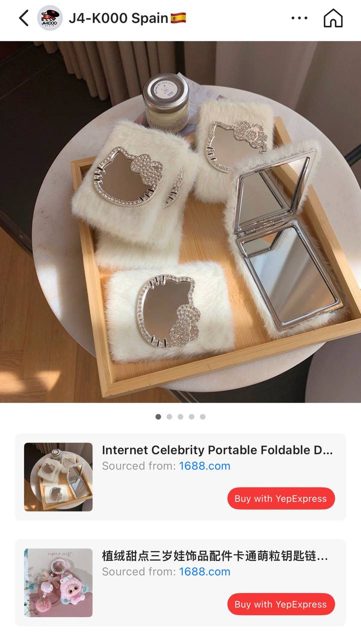 J4-K000 Spain🇪🇸
Internet Celebrity Portable Foldable D...
Sourced from: 1688.com
Buy with YepExpress
植绒甜点三岁娃饰品配件卡通萌粒钥匙链...
Sourced from: 1688.com
Buy with YepExpress